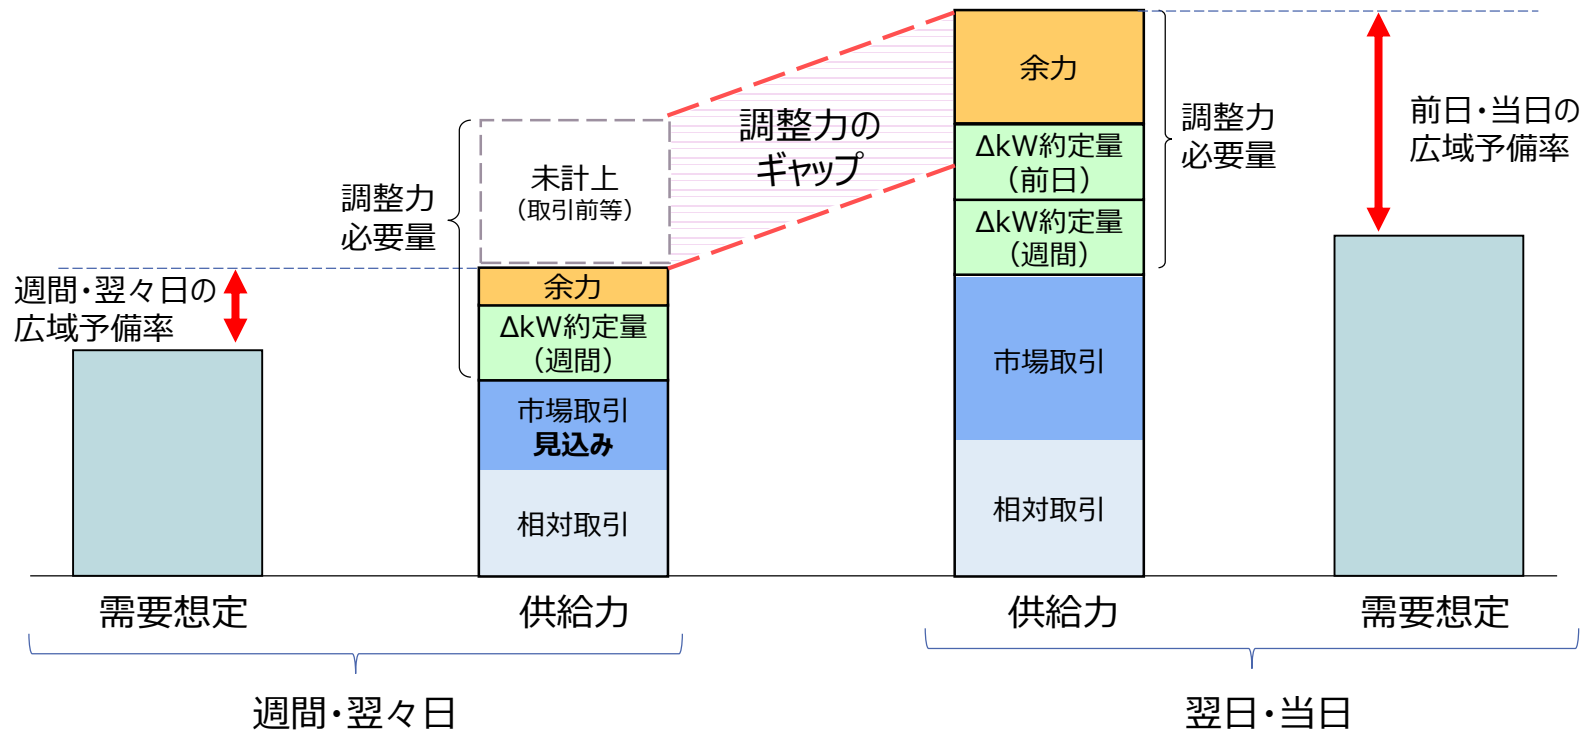 余力
調整力の
ギャップ
前日・当日の
広域予備率
調整力
必要量
ΔkW約定量
（前日）
未計上
（取引前等）
調整力
必要量
ΔkW約定量
（週間）
週間・翌々日の
広域予備率
余力
ΔkW約定量
（週間）
市場取引
市場取引
見込み
相対取引
相対取引
需要想定
供給力
供給力
需要想定
週間・翌々日
翌日・当日